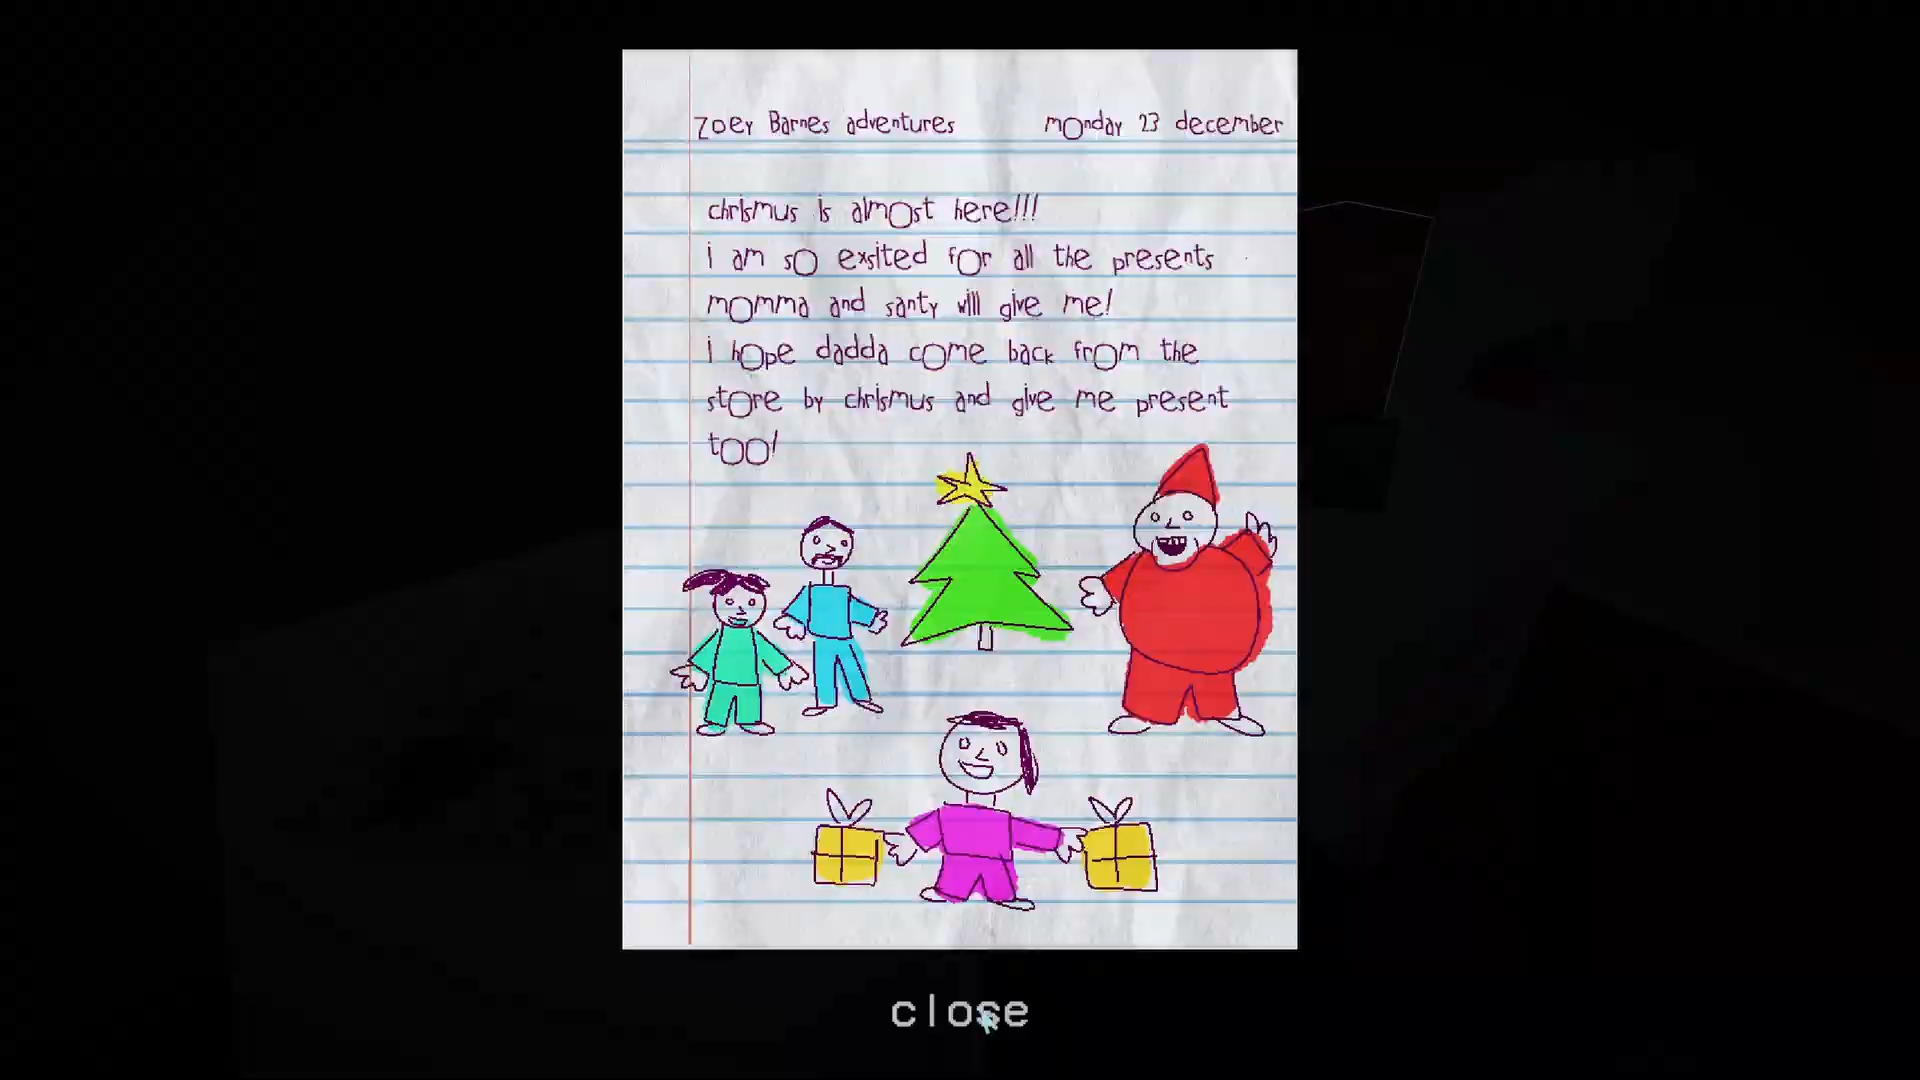 Zoey Barnes adventures monday 23 december
chrismus is almost here!!!
i am so exsited for all the presents
momma and santy will give me!
i hope dadda come back from the
store by chrismus and give me present
too!
close